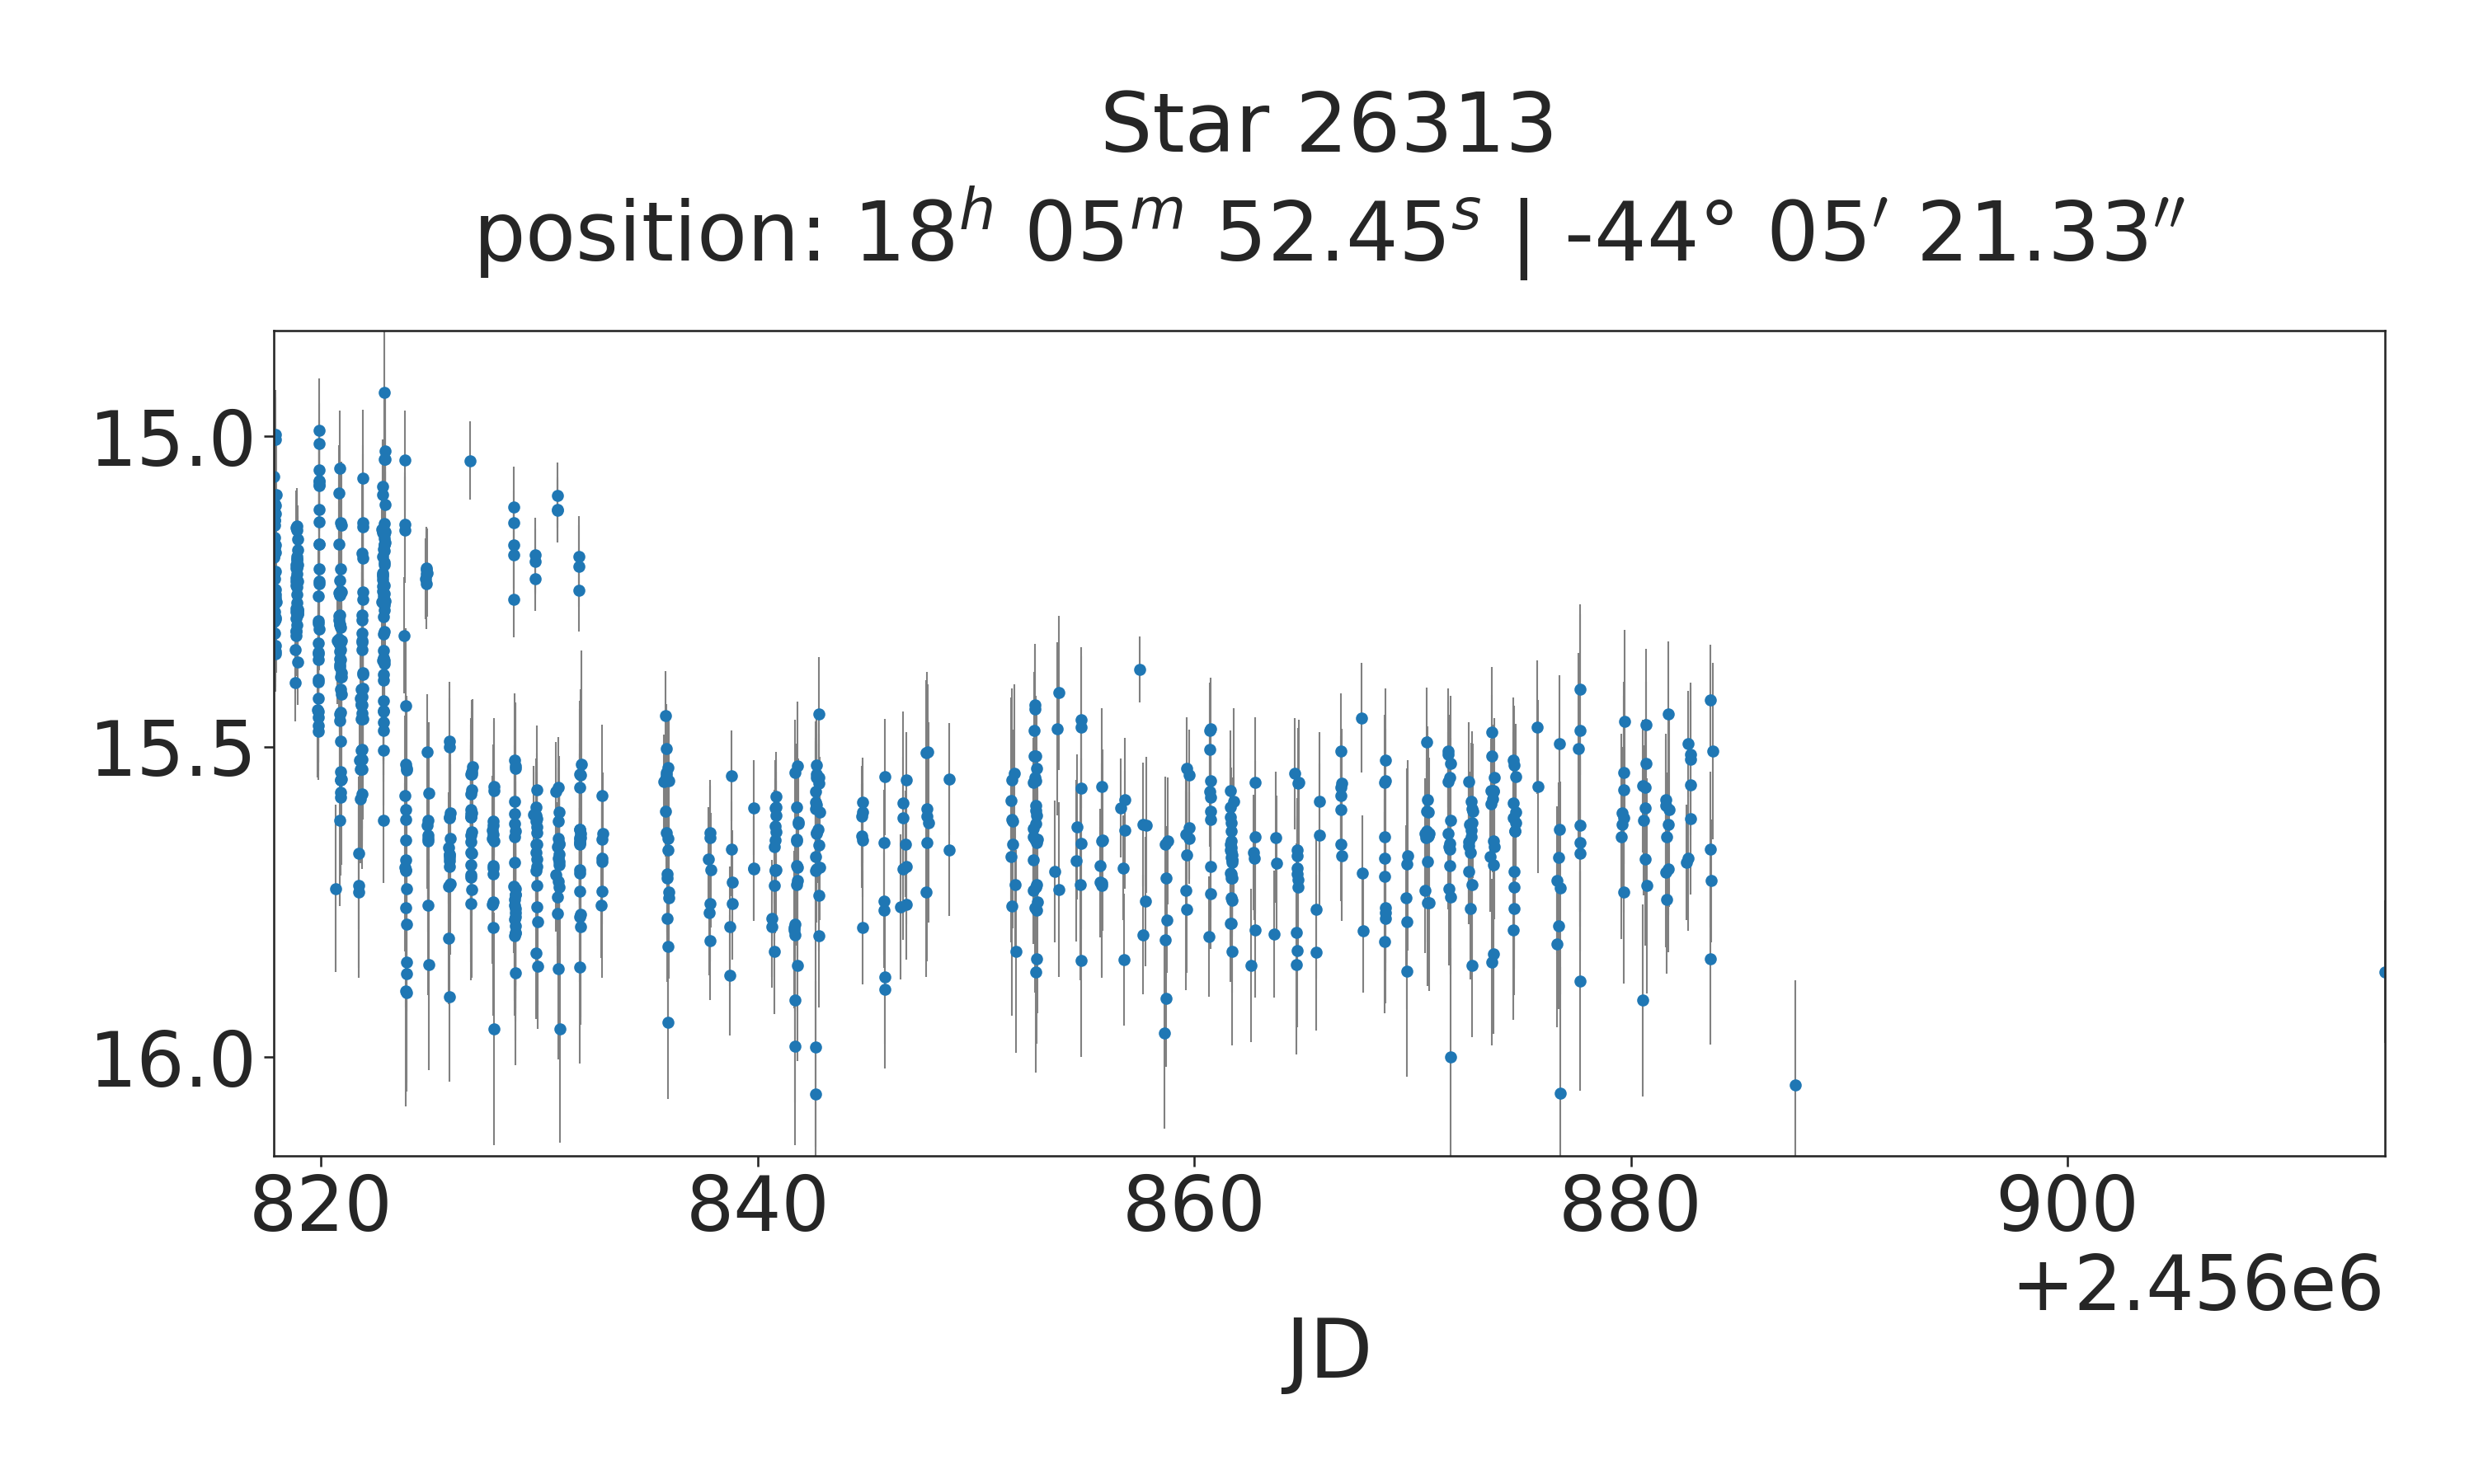 Star 26313
position: 18ʰ 05ᵐ 52.45ˢ | -44° 05′ 21.33′′
15.0
15.5
16.0
820 840 860 880 900
+2.456e6
JD